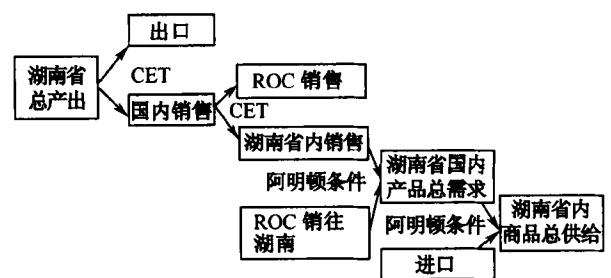 出口
湖南省
总产出
CET
国内销售
ROC 销售
CET
湖南省内销售
阿明顿条件
湖南省国内
产品总需求
ROC 销往
湖南
阿明顿条件
湖南省内
商品总供给
进口